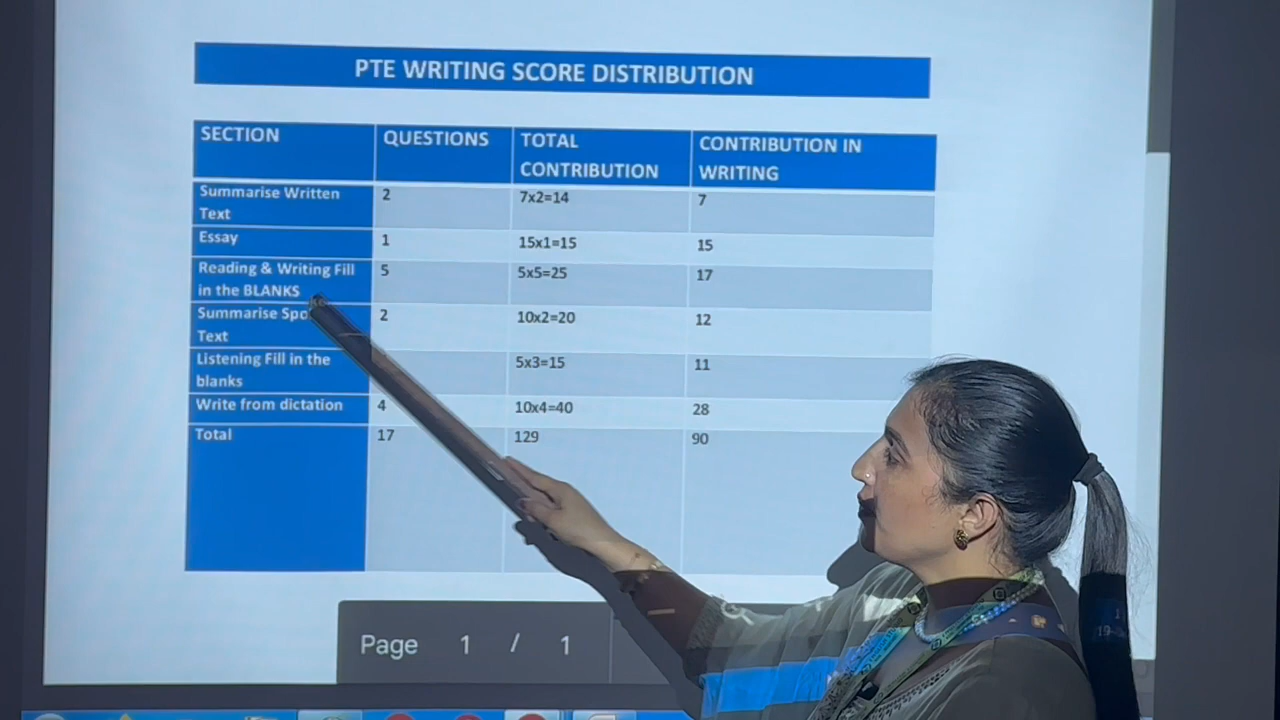 PTE WRITING SCORE DISTRIBUTION
SECTION QUESTIONS TOTAL CONTRIBUTION CONTRIBUTION IN WRITING
Summarise Written Text 2 7x2=14 7
Essay 1 15x1=15 15
Reading & Writing Fill in the BLANKS 5 5x5=25 17
Summarise Spo Text 2 10x2=20 12
Listening Fill in the blanks 5x3=15 11
Write from dictation 4 10x4=40 28
Total 17 129 90
Page 1 / 1